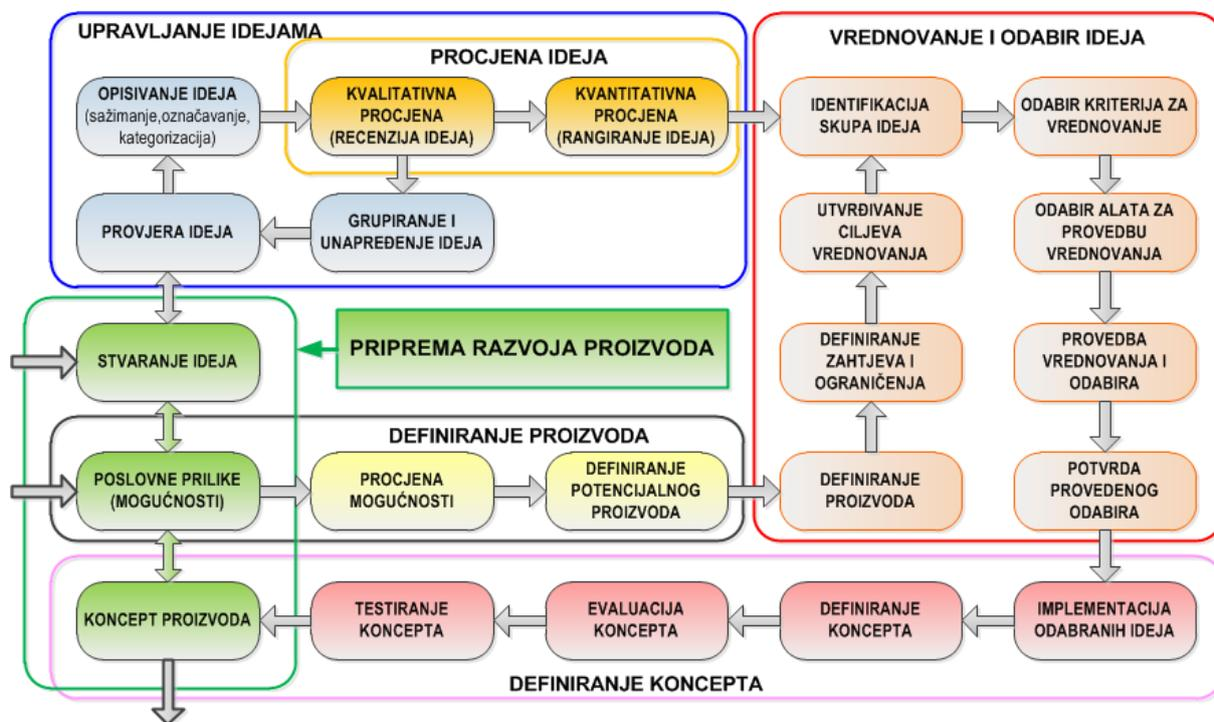 UPRAVLJANJE IDEJAMA
PROCJENA IDEJA
OPISIVANJE IDEJA
(sažimanje,označavanje,
kategorizacija)
KVALITATIVNA
PROCJENA
(RECENZIJA IDEJA)
KVANTITATIVNA
PROCJENA
(RANGIRANJE IDEJA)
PROVJERA IDEJA
GRUPIRANJE I
UNAPREĐENJE IDEJA
VREDNOVANJE I ODABIR IDEJA
IDENTIFIKACIJA
SKUPA IDEJA
ODABIR KRITERIJA ZA
VREDNOVANJE
UTVRĐIVANJE
CILJEVA
VREDNOVANJA
ODABIR ALATA ZA
PROVEDBU
VREDNOVANJA
DEFINIRANJE
ZAHTJEVA I
OGRANIČENJA
PROVEDBA
VREDNOVANJA I
ODABIRA
DEFINIRANJE
PROIZVODA
POTVRDA
PROVEDENOG
ODABIRA
STVARANJE IDEJA
PRIPREMA RAZVOJA PROIZVODA
DEFINIRANJE PROIZVODA
POSLOVNE PRILIKE
(MOGUĆNOSTI)
PROCJENA
MOGUĆNOSTI
DEFINIRANJE
POTENCIJALNOG
PROIZVODA
KONCEPT PROIZVODA
TESTIRANJE
KONCEPTA
EVALUACIJA
KONCEPTA
DEFINIRANJE
KONCEPTA
IMPLEMENTACIJA
ODABRANIH IDEJA
DEFINIRANJE KONCEPTA